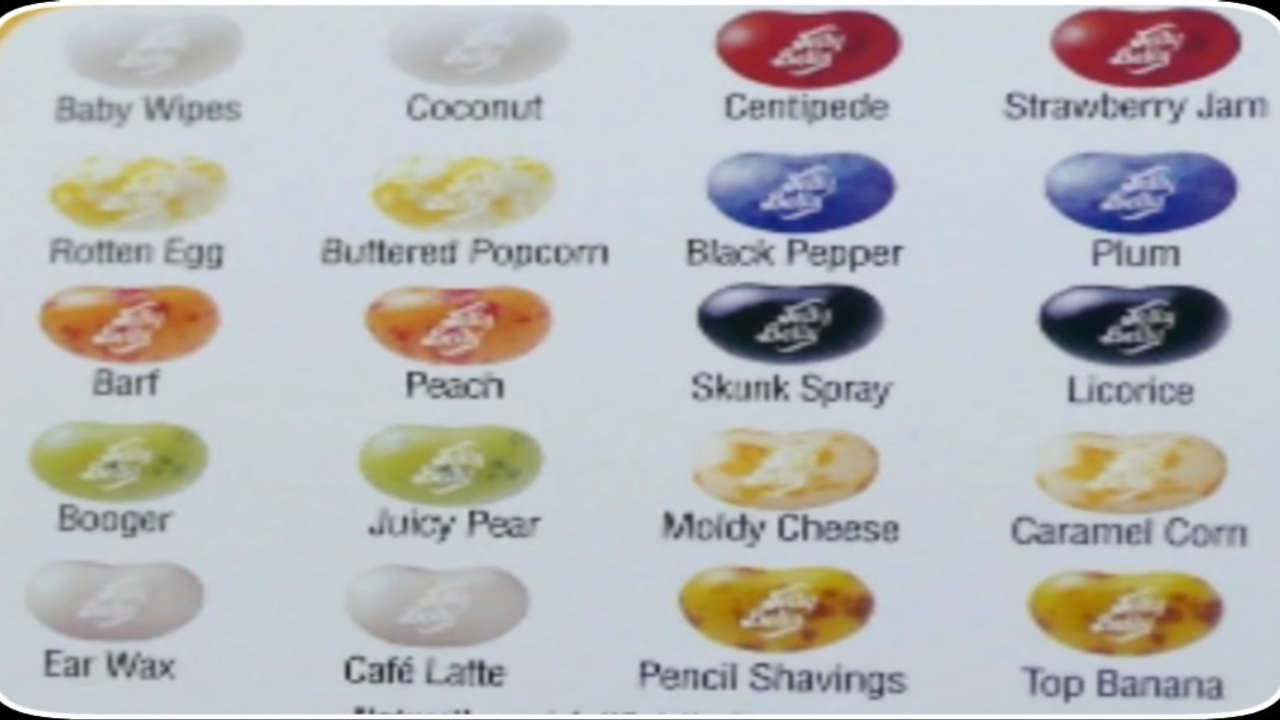 Baby Wipes Coconut Centipede Strawberry Jam
Rotten Egg Buttered Popcorn Black Pepper Plum
Barf Peach Skunk Spray Licorice
Booger Juicy Pear Moldy Cheese Caramel Corn
Ear Wax Café Latte Pencil Shavings Top Banana